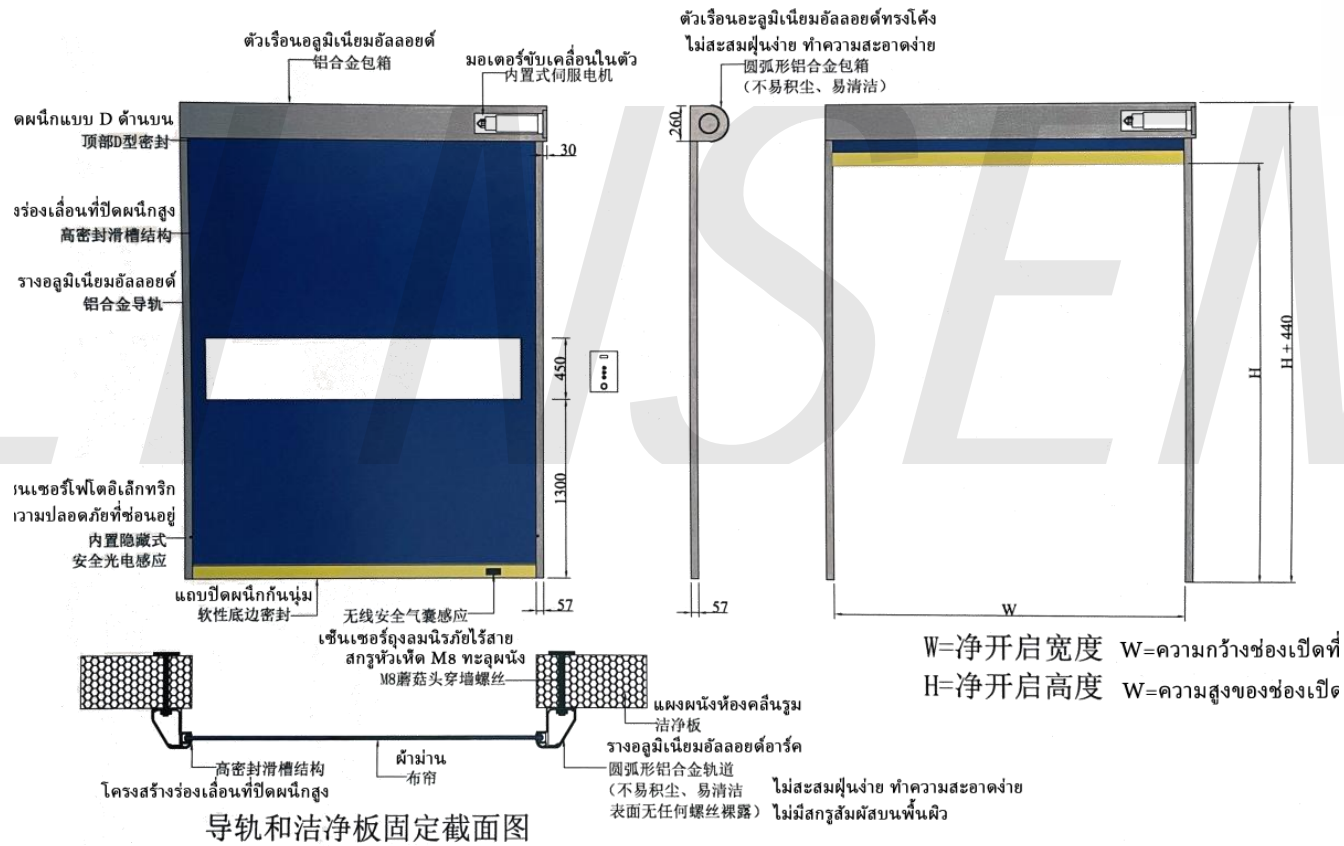 ตัวเรือนอลูมิเนียมอัลลอยด์
铝合金包箱
มอเตอร์ขับเคลื่อนในตัว
内置式伺服电机
ดผนึกแบบ D ด้านบน
顶部D型密封
30
งร่องเลื่อนที่ปิดผนึกสูง
高密封滑槽结构
รางอลูมิเนียมอัลลอยด์
铝合金导轨
450
1300
ซนเซอร์โฟโตอิเล็กทริก
วามปลอดภัยที่ซ่อนอยู่
内置隐藏式
安全光电感应
แถบปิดผนึกก้นนุ่ม
软性底边密封
无线安全气囊感应
57
เซ็นเซอร์ถุงลมนิรภัยไร้สาย
ตัวเรือนอะลูมิเนียมอัลลอยด์ทรงโค้ง
ไม่สะสมฝุ่นง่าย ทำความสะอาดง่าย
圆弧形铝合金包箱
（不易积尘、易清洁）
260
57
H
H + 440
W
LINSEN
W=净开启宽度 W=ความกว้างช่องเปิดที่
H=净开启高度 W=ความสูงของช่องเปิด
สกรูหัวเห็ด M8 ทะลุผนัง
M8蘑菇头穿墙螺丝
แผงผนังห้องคลีนรูม
洁净板
รางอลูมิเนียมอัลลอยด์อาร์ค
圆弧形铝合金轨道
（不易积尘、易清洁
表面无任何螺丝裸露）
ไม่สะสมฝุ่นง่าย ทำความสะอาดง่าย
ไม่มีสกรูสัมผัสบนพื้นผิว
高密封滑槽结构
โครงสร้างร่องเลื่อนที่ปิดผนึกสูง
ผ้าม่าน
布帘
导轨和洁净板固定截面图